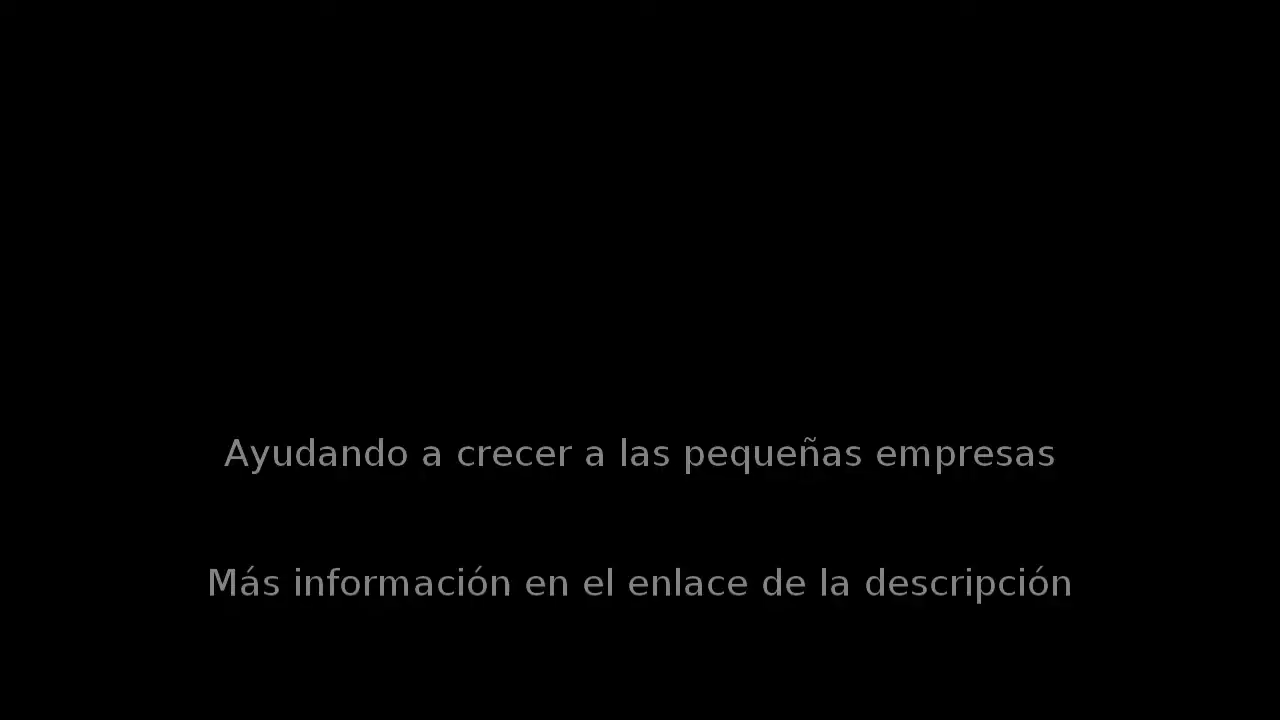 Ayudando a crecer a las pequeñas empresas
Más información en el enlace de la descripción